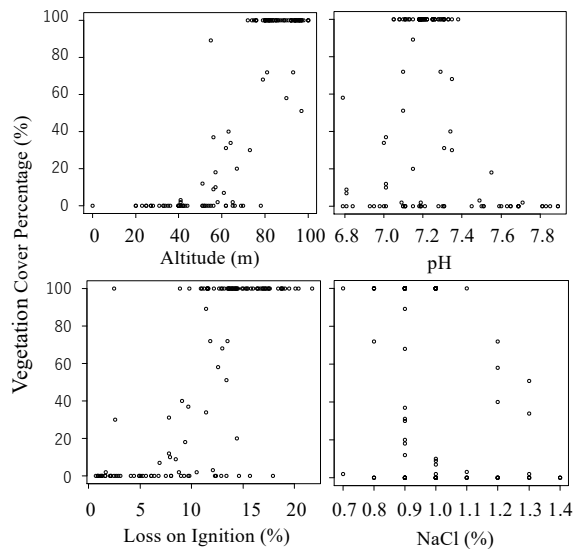 Vegetation Cover Percentage (%)
100
80
60
40
20
0
0 20 40 60 80 100
Altitude (m)
6.8 7.0 7.2 7.4 7.6 7.8
pH
100
80
60
40
20
0
0 5 10 15 20
Loss on Ignition (%)
0.7 0.8 0.9 1.0 1.1 1.2 1.3 1.4
NaCl (%)